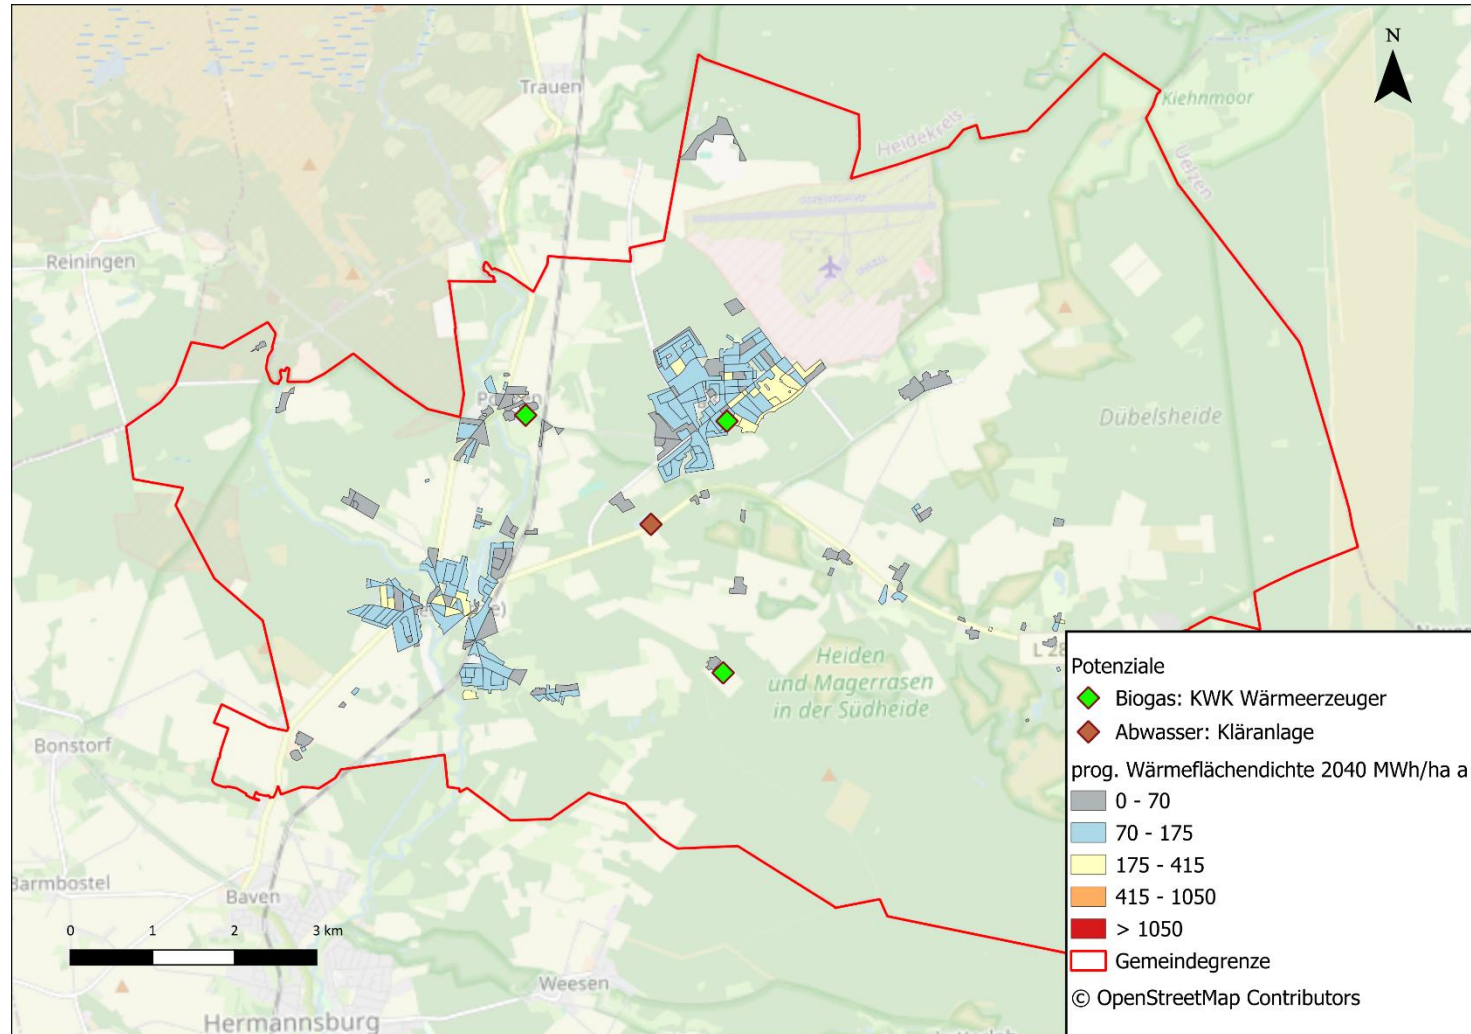 N
Trauen
Kiehnmoor
Heidekreis
Uelzen
Reiningen
Dübelsheide
Heiden
und Magerrasen
in der Südheide
L 28
Bonstorf
Barmbostel
Baven
0 1 2 3 km
Weesen
Hermannsburg
Potenziale
Biogas: KWK Wärmeerzeuger
Abwasser: Kläranlage
prog. Wärmeflächendichte 2040 MWh/ha a
0 - 70
70 - 175
175 - 415
415 - 1050
> 1050
Gemeindegrenze
© OpenStreetMap Contributors